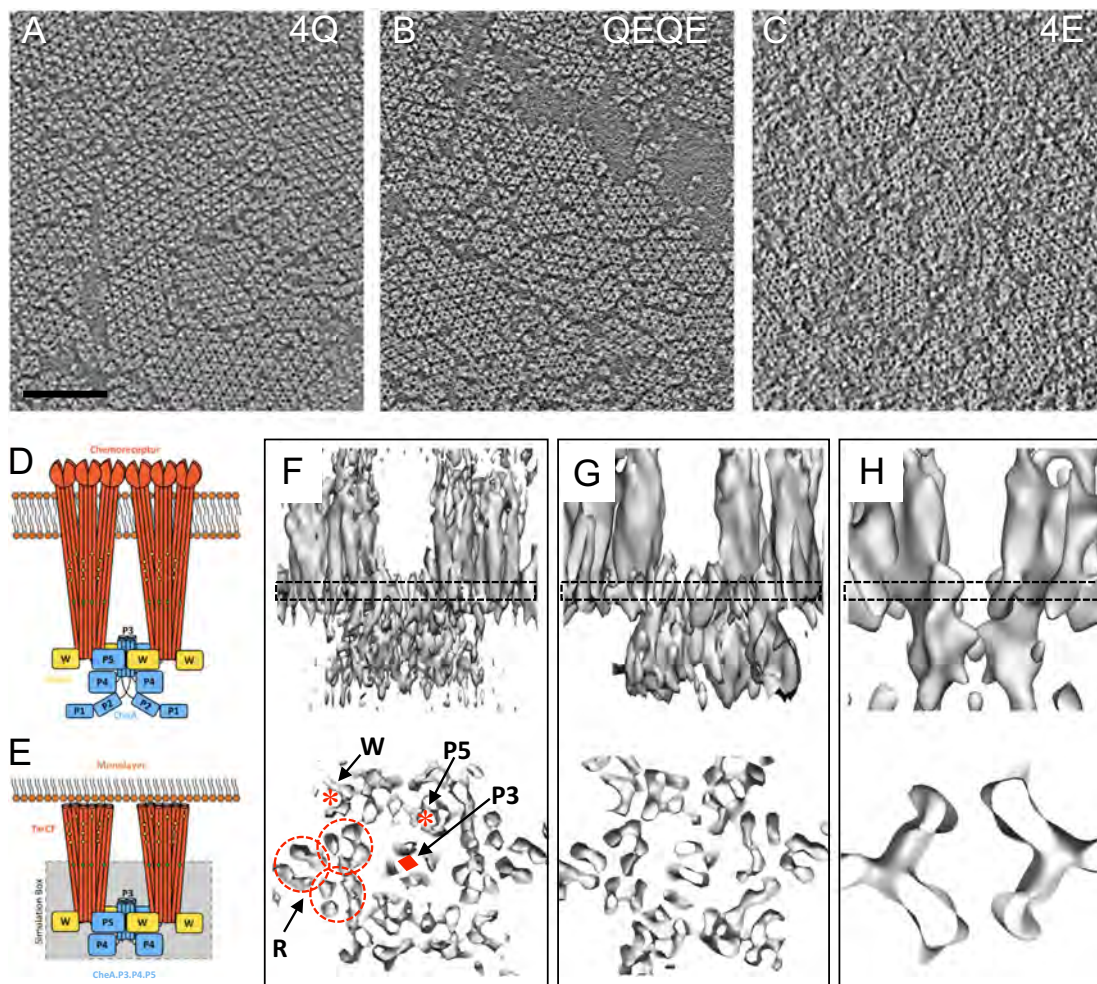 A 4Q
B QEQE
C 4E
D
Chemoreceptor
P3
W P5 W W
P4 P4
P1 P2 P2 P1
CheA
E
Monolayer
TarCF
Simulation Box
P3
W P5 W W
P4 P4
CheA.P3.P4.P5
F
G
H
W
P5
P3
R